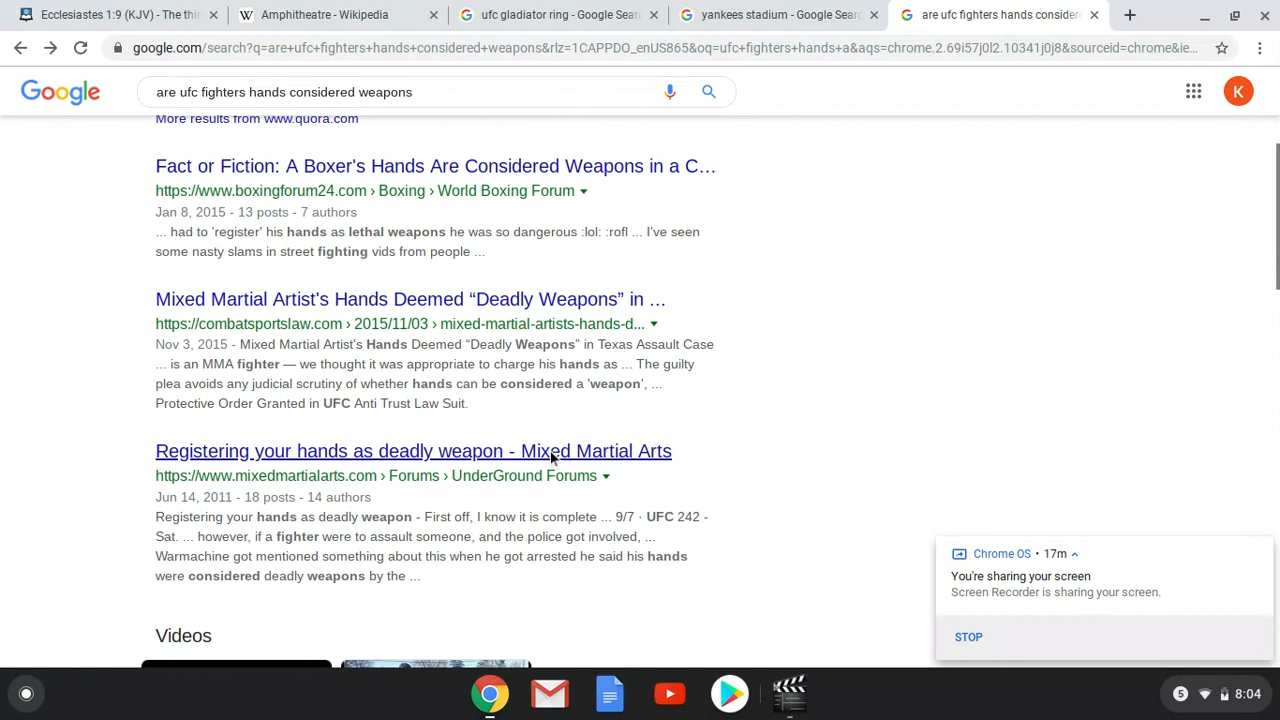 Ecclesiastes 1:9 (KJV) - The thi
Amphitheatre - Wikipedia
ufc gladiator ring - Google Sear
yankees stadium - Google Searc
are ufc fighters hands considere
google.com/search?q=are+ufc+fighters+hands+considered+weapons&rlz=1CAPPDO_enUS865&oq=ufc+fighters+hands+a&aqs=chrome.2.69i57j0l2.10341j0j8&sourceid=chrome&ie...
Google
are ufc fighters hands considered weapons
K
More results from www.quora.com
Fact or Fiction: A Boxer's Hands Are Considered Weapons in a C...
https://www.boxingforum24.com › Boxing › World Boxing Forum
Jan 8, 2015 - 13 posts - 7 authors
... had to 'register' his hands as lethal weapons he was so dangerous :lol: :rofl ... I've seen
some nasty slams in street fighting vids from people ...
Mixed Martial Artist's Hands Deemed “Deadly Weapons” in ...
https://combatsportslaw.com › 2015/11/03 › mixed-martial-artists-hands-d...
Nov 3, 2015 - Mixed Martial Artist's Hands Deemed “Deadly Weapons” in Texas Assault Case
... is an MMA fighter — we thought it was appropriate to charge his hands as ... The guilty
plea avoids any judicial scrutiny of whether hands can be considered a 'weapon', ...
Protective Order Granted in UFC Anti Trust Law Suit.
Registering your hands as deadly weapon - Mixed Martial Arts
https://www.mixedmartialarts.com › Forums › UnderGround Forums
Jun 14, 2011 - 18 posts - 14 authors
Registering your hands as deadly weapon - First off, I know it is complete ... 9/7 · UFC 242 -
Sat. ... however, if a fighter were to assault someone, and the police got involved, ...
Warmachine got mentioned something about this when he got arrested he said his hands
were considered deadly weapons by the ...
Videos
Chrome OS • 17m
You're sharing your screen
Screen Recorder is sharing your screen.
STOP
5
8:04